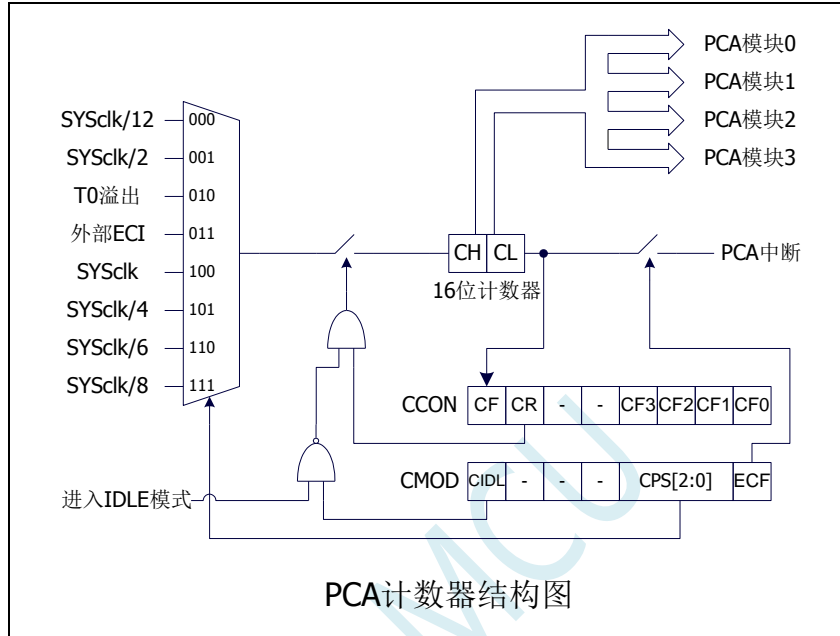 PCA模块0
PCA模块1
PCA模块2
PCA模块3
SYSclk/12 000
SYSclk/2 001
T0溢出 010
外部ECI 011
SYSclk 100
SYSclk/4 101
SYSclk/6 110
SYSclk/8 111
CH CL
16位计数器
PCA中断
CCON CF CR - - CF3 CF2 CF1 CF0
CMOD CIDL - - - CPS[2:0] ECF
进入IDLE模式
MCU
PCA计数器结构图